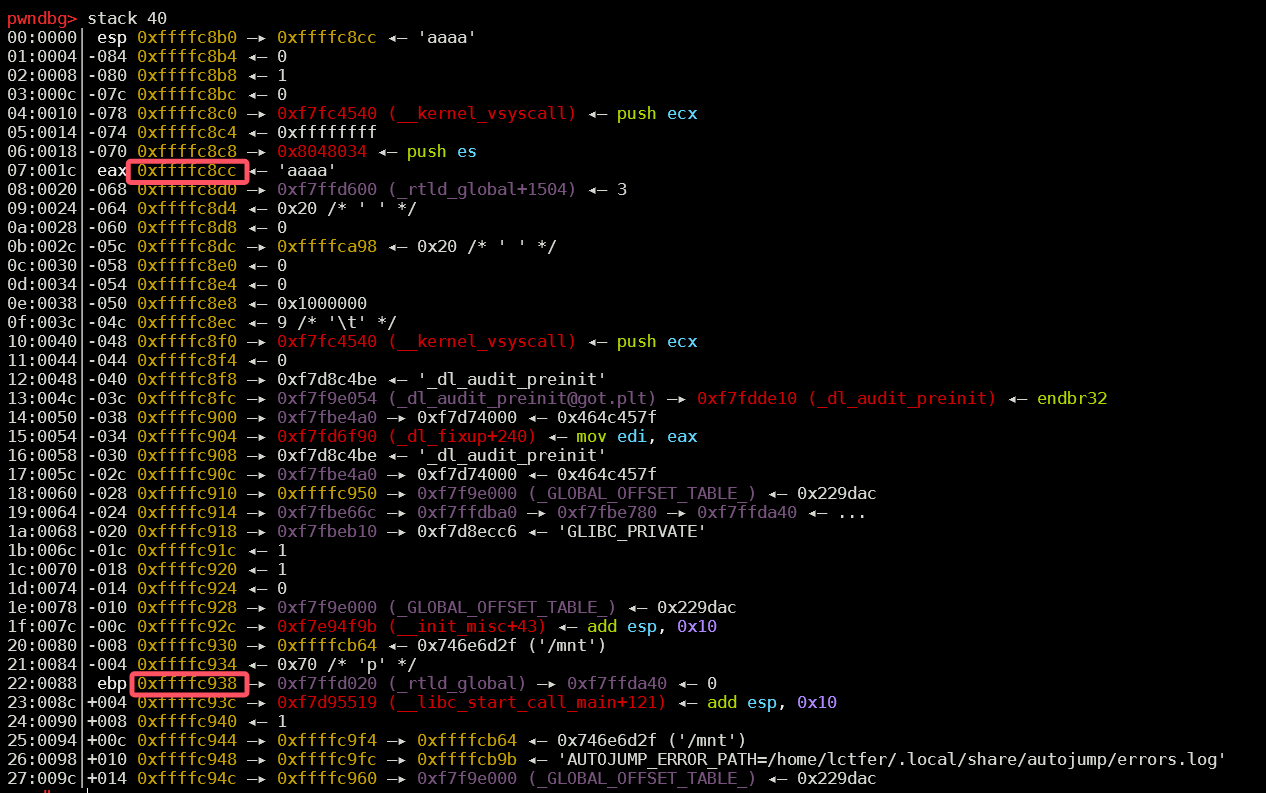 pwndbg> stack 40
00:0000│ esp 0xffffc8b0 —▸ 0xffffc8cc ◂— 'aaaa'
01:0004│-084 0xffffc8b4 ◂— 0
02:0008│-080 0xffffc8b8 ◂— 1
03:000c│-07c 0xffffc8bc ◂— 0
04:0010│-078 0xffffc8c0 —▸ 0xf7fc4540 (__kernel_vsyscall) ◂— push ecx
05:0014│-074 0xffffc8c4 ◂— 0xffffffff
06:0018│-070 0xffffc8c8 —▸ 0x8048034 ◂— push es
07:001c│ eax 0xffffc8cc ◂— 'aaaa'
08:0020│-068 0xffffc8d0 —▸ 0xf7ffd600 (_rtld_global+1504) ◂— 3
09:0024│-064 0xffffc8d4 ◂— 0x20 /* ' ' */
0a:0028│-060 0xffffc8d8 ◂— 0
0b:002c│-05c 0xffffc8dc —▸ 0xffffca98 ◂— 0x20 /* ' ' */
0c:0030│-058 0xffffc8e0 ◂— 0
0d:0034│-054 0xffffc8e4 ◂— 0
0e:0038│-050 0xffffc8e8 ◂— 0x1000000
0f:003c│-04c 0xffffc8ec ◂— 9 /* '\t' */
10:0040│-048 0xffffc8f0 —▸ 0xf7fc4540 (__kernel_vsyscall) ◂— push ecx
11:0044│-044 0xffffc8f4 ◂— 0
12:0048│-040 0xffffc8f8 —▸ 0xf7d8c4be ◂— '_dl_audit_preinit'
13:004c│-03c 0xffffc8fc —▸ 0xf7f9e054 (_dl_audit_preinit@got.plt) —▸ 0xf7fdde10 (_dl_audit_preinit) ◂— endbr32
14:0050│-038 0xffffc900 —▸ 0xf7fbe4a0 —▸ 0xf7d74000 ◂— 0x464c457f
15:0054│-034 0xffffc904 —▸ 0xf7fd6f90 (_dl_fixup+240) ◂— mov edi, eax
16:0058│-030 0xffffc908 —▸ 0xf7d8c4be ◂— '_dl_audit_preinit'
17:005c│-02c 0xffffc90c —▸ 0xf7fbe4a0 —▸ 0xf7d74000 ◂— 0x464c457f
18:0060│-028 0xffffc910 —▸ 0xffffc950 —▸ 0xf7f9e000 (_GLOBAL_OFFSET_TABLE_) ◂— 0x229dac
19:0064│-024 0xffffc914 —▸ 0xf7fbe66c —▸ 0xf7ffdba0 —▸ 0xf7fbe780 —▸ 0xf7ffda40 ◂— ...
1a:0068│-020 0xffffc918 —▸ 0xf7fbeb10 —▸ 0xf7d8ecc6 ◂— 'GLIBC_PRIVATE'
1b:006c│-01c 0xffffc91c ◂— 1
1c:0070│-018 0xffffc920 ◂— 1
1d:0074│-014 0xffffc924 ◂— 0
1e:0078│-010 0xffffc928 —▸ 0xf7f9e000 (_GLOBAL_OFFSET_TABLE_) ◂— 0x229dac
1f:007c│-00c 0xffffc92c —▸ 0xf7e94f9b (__init_misc+43) ◂— add esp, 0x10
20:0080│-008 0xffffc930 —▸ 0xffffcb64 ◂— 0x746e6d2f ('/mnt')
21:0084│-004 0xffffc934 ◂— 0x70 /* 'p' */
22:0088│ ebp 0xffffc938 —▸ 0xf7ffd020 (_rtld_global) —▸ 0xf7ffda40 ◂— 0
23:008c│+004 0xffffc93c —▸ 0xf7d95519 (__libc_start_call_main+121) ◂— add esp, 0x10
24:0090│+008 0xffffc940 ◂— 1
25:0094│+00c 0xffffc944 —▸ 0xffffc9f4 —▸ 0xffffcb64 ◂— 0x746e6d2f ('/mnt')
26:0098│+010 0xffffc948 —▸ 0xffffc9fc —▸ 0xffffcb9b ◂— 'AUTOJUMP_ERROR_PATH=/home/lctfer/.local/share/autojump/errors.log'
27:009c│+014 0xffffc94c —▸ 0xffffc960 —▸ 0xf7f9e000 (_GLOBAL_OFFSET_TABLE_) ◂— 0x229dac